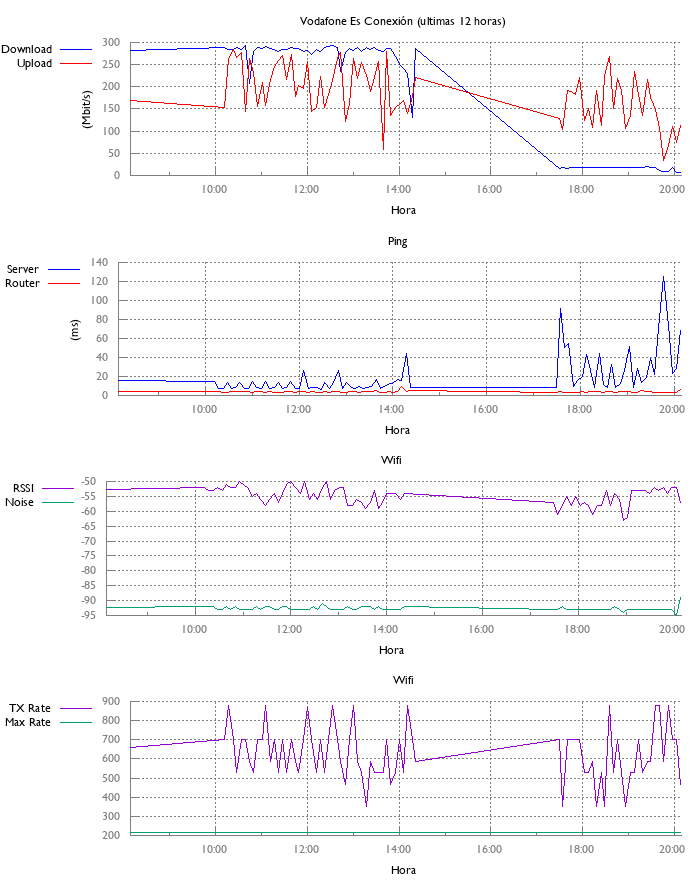 Vodafone Es Conexión (ultimas 12 horas)
Download
Upload
300
250
200
150
100
50
0
(Mbit/s)
10:00 12:00 14:00 16:00 18:00 20:00
Hora
Ping
Server
Router
140
120
100
80
60
40
20
0
(ms)
10:00 12:00 14:00 16:00 18:00 20:00
Hora
Wifi
RSSI
Noise
-50
-55
-60
-65
-70
-75
-80
-85
-90
-95
10:00 12:00 14:00 16:00 18:00 20:00
Hora
Wifi
TX Rate
Max Rate
900
800
700
600
500
400
300
200
10:00 12:00 14:00 16:00 18:00 20:00
Hora